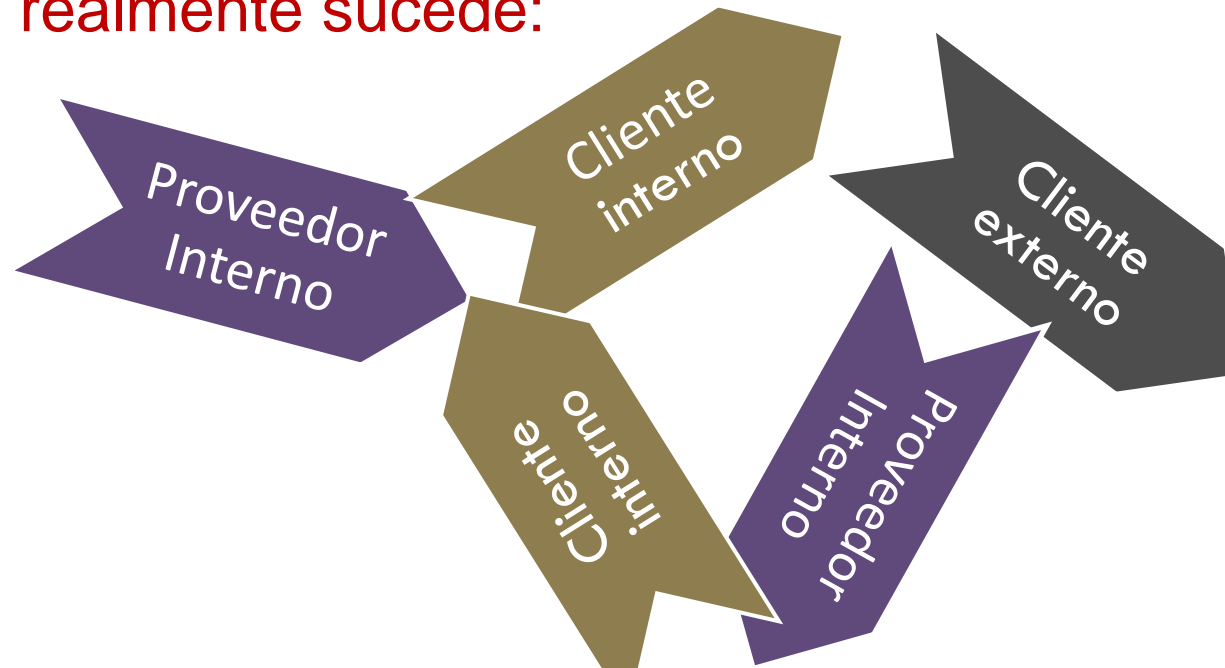 realmente sucede:
Proveedor
Interno
Cliente
interno
Cliente
externo
Cliente
interno
Proveedor
Interno